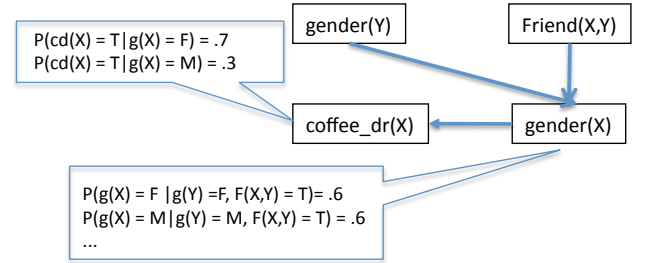 gender(Y)
Friend(X,Y)
P(cd(X) = T|g(X) = F) = .7
P(cd(X) = T|g(X) = M) = .3
coffee_dr(X)
gender(X)
P(g(X) = F |g(Y) =F, F(X,Y) = T)= .6
P(g(X) = M|g(Y) = M, F(X,Y) = T) = .6
...